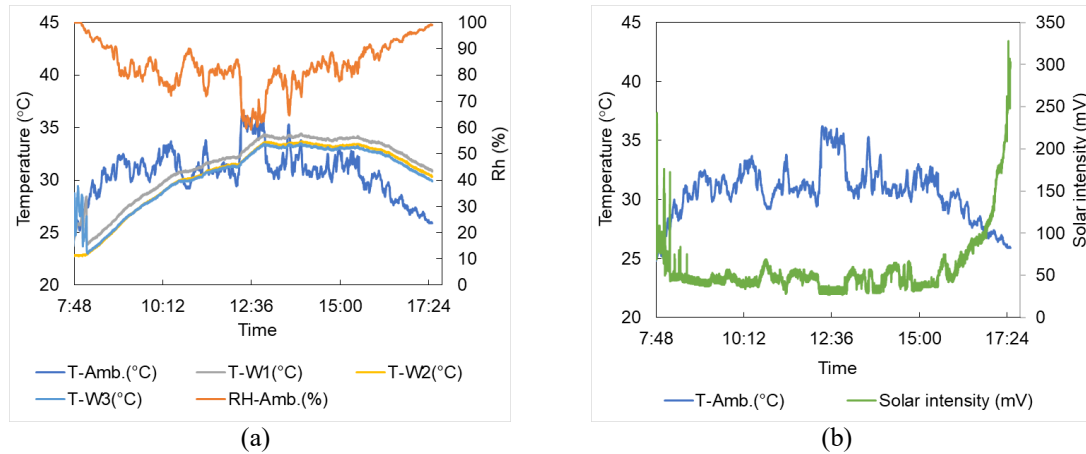 Temperature (°C)
45
40
35
30
25
20
100
90
80
70
60
50
40
30
20
10
0
Rh (%)
7:48 10:12 12:36 15:00 17:24
Time
T-Amb.(°C) T-W1(°C) T-W2(°C)
T-W3(°C) RH-Amb.(%)
(a)
Temperature (°C)
45
40
35
30
25
20
350
300
250
200
150
100
50
0
Solar intensity (mV)
7:48 10:12 12:36 15:00 17:24
Time
T-Amb.(°C) Solar intensity (mV)
(b)